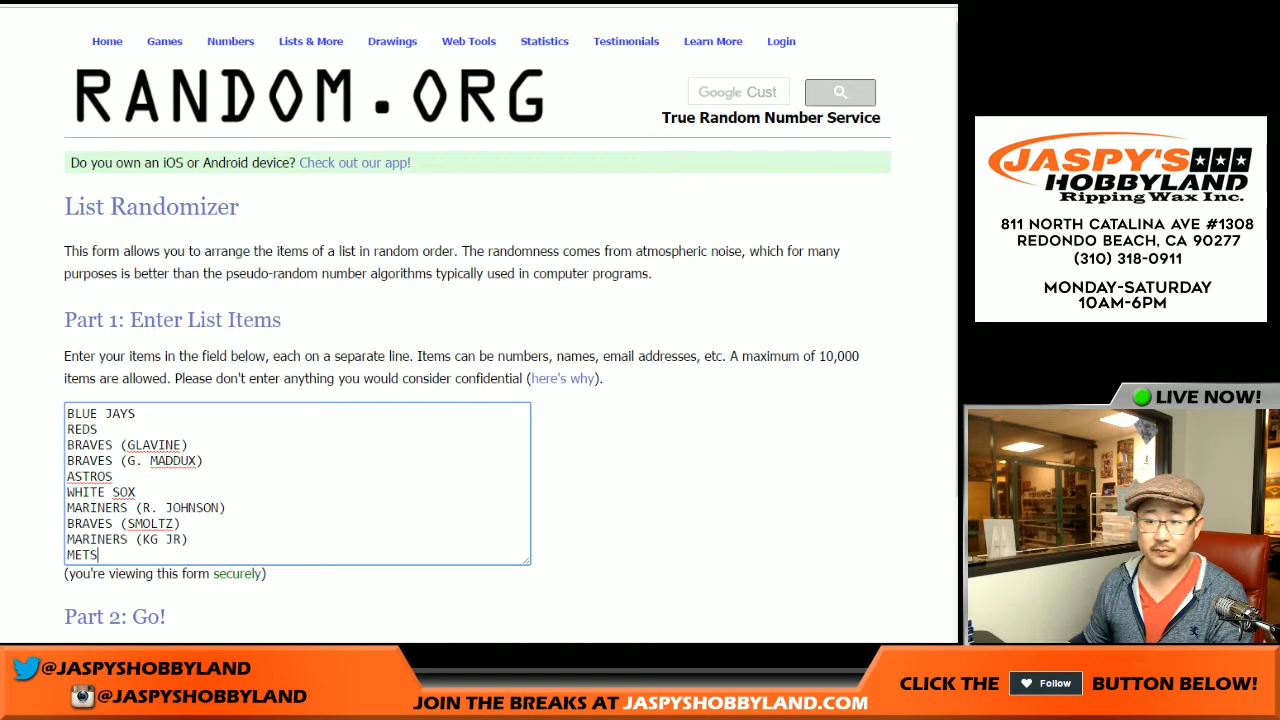 Home Games Numbers Lists & More Drawings Web Tools Statistics Testimonials Learn More Login
RANDOM.ORG
Google Cust
True Random Number Service
Do you own an iOS or Android device? Check out our app!
List Randomizer
This form allows you to arrange the items of a list in random order. The randomness comes from atmospheric noise, which for many
purposes is better than the pseudo-random number algorithms typically used in computer programs.
Part 1: Enter List Items
Enter your items in the field below, each on a separate line. Items can be numbers, names, email addresses, etc. A maximum of 10,000
items are allowed. Please don't enter anything you would consider confidential (here's why).
BLUE JAYS
REDS
BRAVES (GLAVINE)
BRAVES (G. MADDUX)
ASTROS
WHITE SOX
MARINERS (R. JOHNSON)
BRAVES (SMOLTZ)
MARINERS (KG JR)
METS
(you're viewing this form securely)
Part 2: Go!
JASPY'S
HOBBYLAND
Ripping Wax Inc.
811 NORTH CATALINA AVE #1308
REDONDO BEACH, CA 90277
(310) 318-0911
MONDAY-SATURDAY
10AM-6PM
LIVE NOW!
@JASPYSHOBBYLAND
@JASPYSHOBBYLAND
JOIN THE BREAKS AT JASPYSHOBBYLAND.COM
CLICK THE Follow BUTTON BELOW!